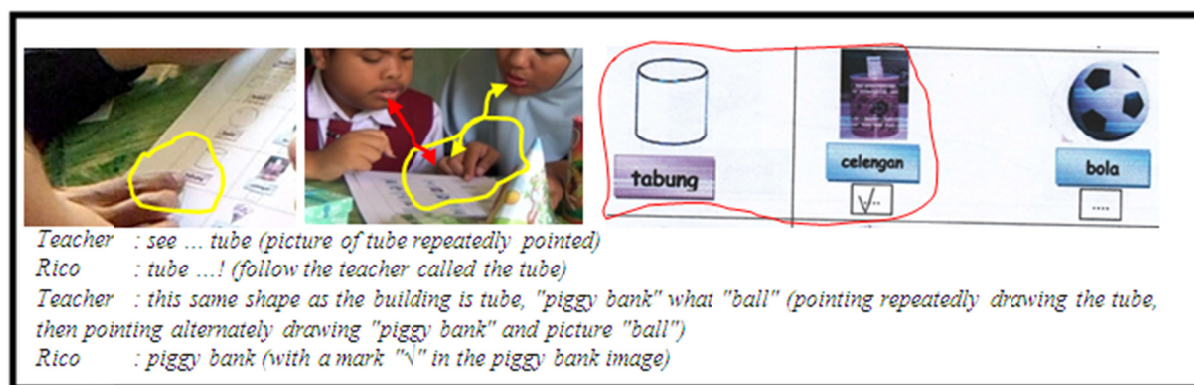 tabung
celengan
bola
√...
....
Teacher : see ... tube (picture of tube repeatedly pointed)
Rico : tube ...! (follow the teacher called the tube)
Teacher : this same shape as the building is tube, "piggy bank" what "ball" (pointing repeatedly drawing the tube,
then pointing alternately drawing "piggy bank" and picture "ball")
Rico : piggy bank (with a mark "√" in the piggy bank image)